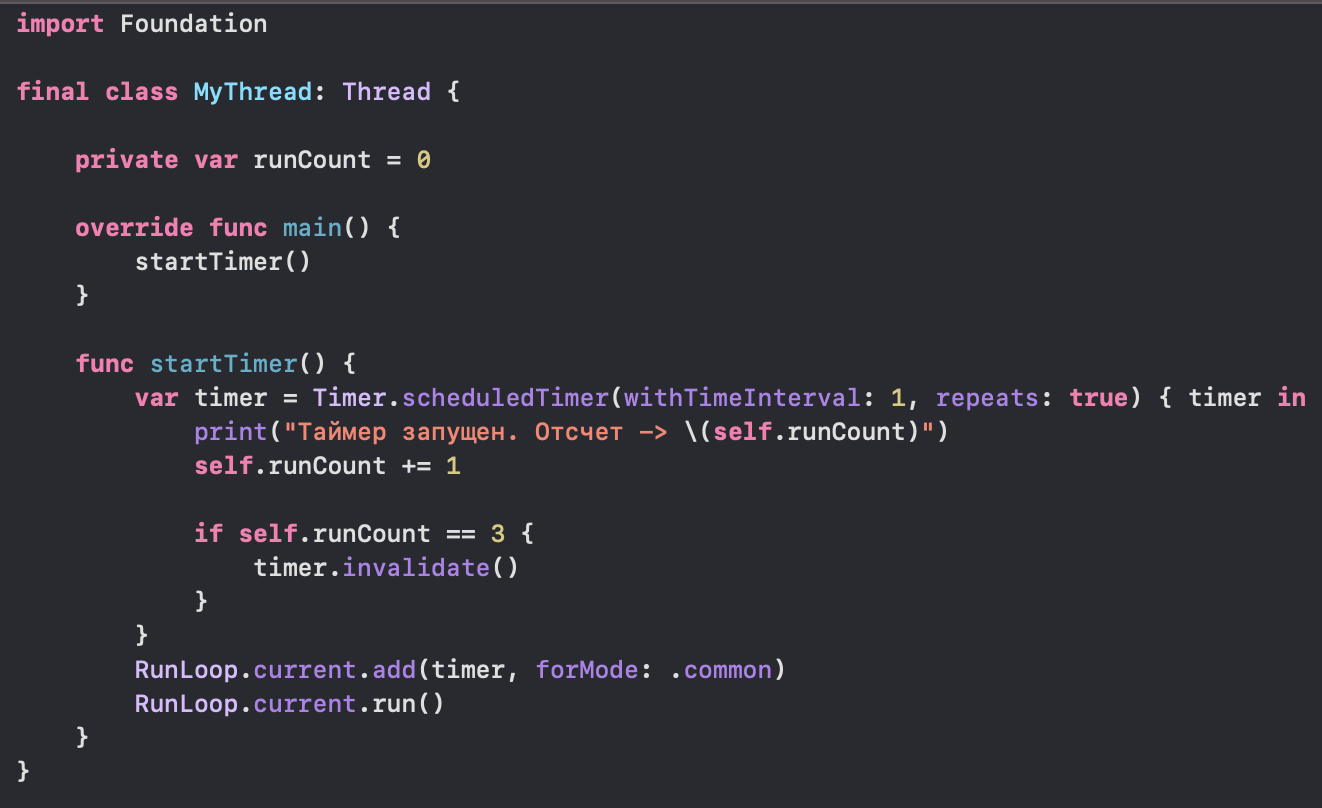 import Foundation
final class MyThread: Thread {
private var runCount = 0
override func main() {
startTimer()
}
func startTimer() {
var timer = Timer.scheduledTimer(withTimeInterval: 1, repeats: true) { timer in
print("Таймер запущен. Отсчет -> \(self.runCount)")
self.runCount += 1
if self.runCount == 3 {
timer.invalidate()
}
}
RunLoop.current.add(timer, forMode: .common)
RunLoop.current.run()
}
}